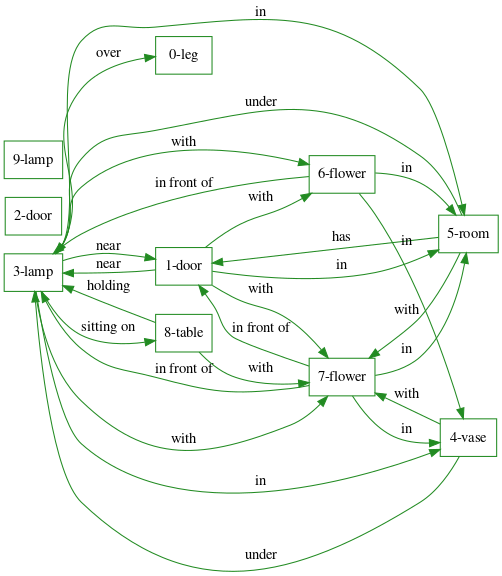 in
over
0-leg
under
with
9-lamp
6-flower
in
in front of
with
2-door
5-room
has
in
near
3-lamp
near
1-door
in
holding
with
sitting on
8-table
in front of
with
in
in front of
with
7-flower
with
in
with
4-vase
in
under